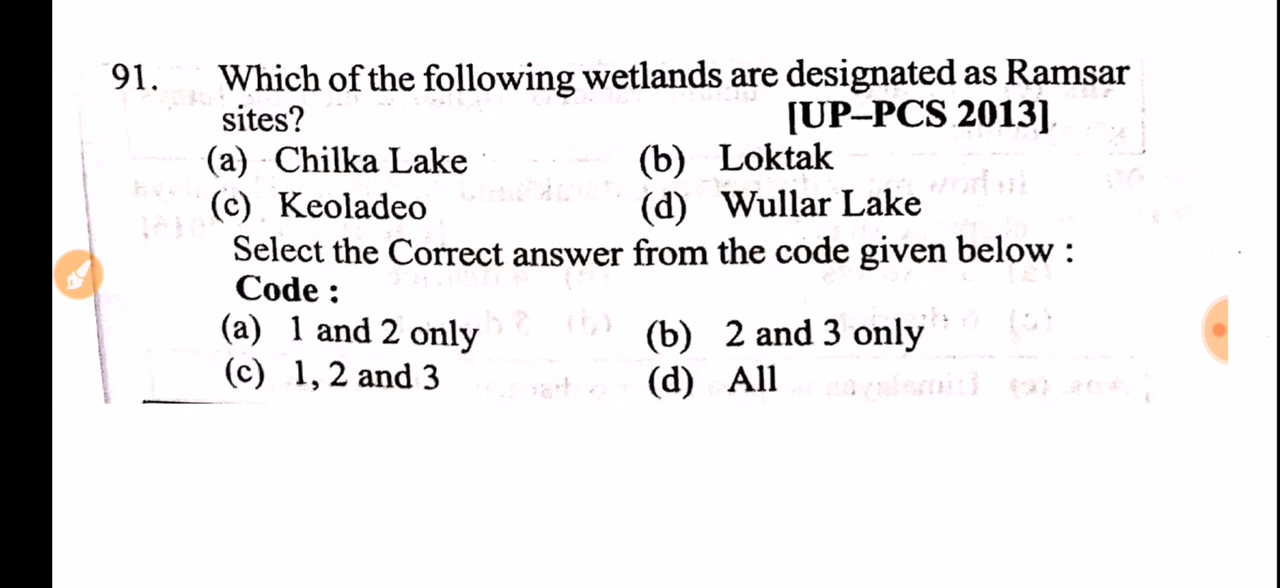 91. Which of the following wetlands are designated as Ramsar
sites? [UP–PCS 2013]
(a) Chilka Lake (b) Loktak
(c) Keoladeo (d) Wullar Lake
Select the Correct answer from the code given below :
Code :
(a) 1 and 2 only (b) 2 and 3 only
(c) 1, 2 and 3 (d) All